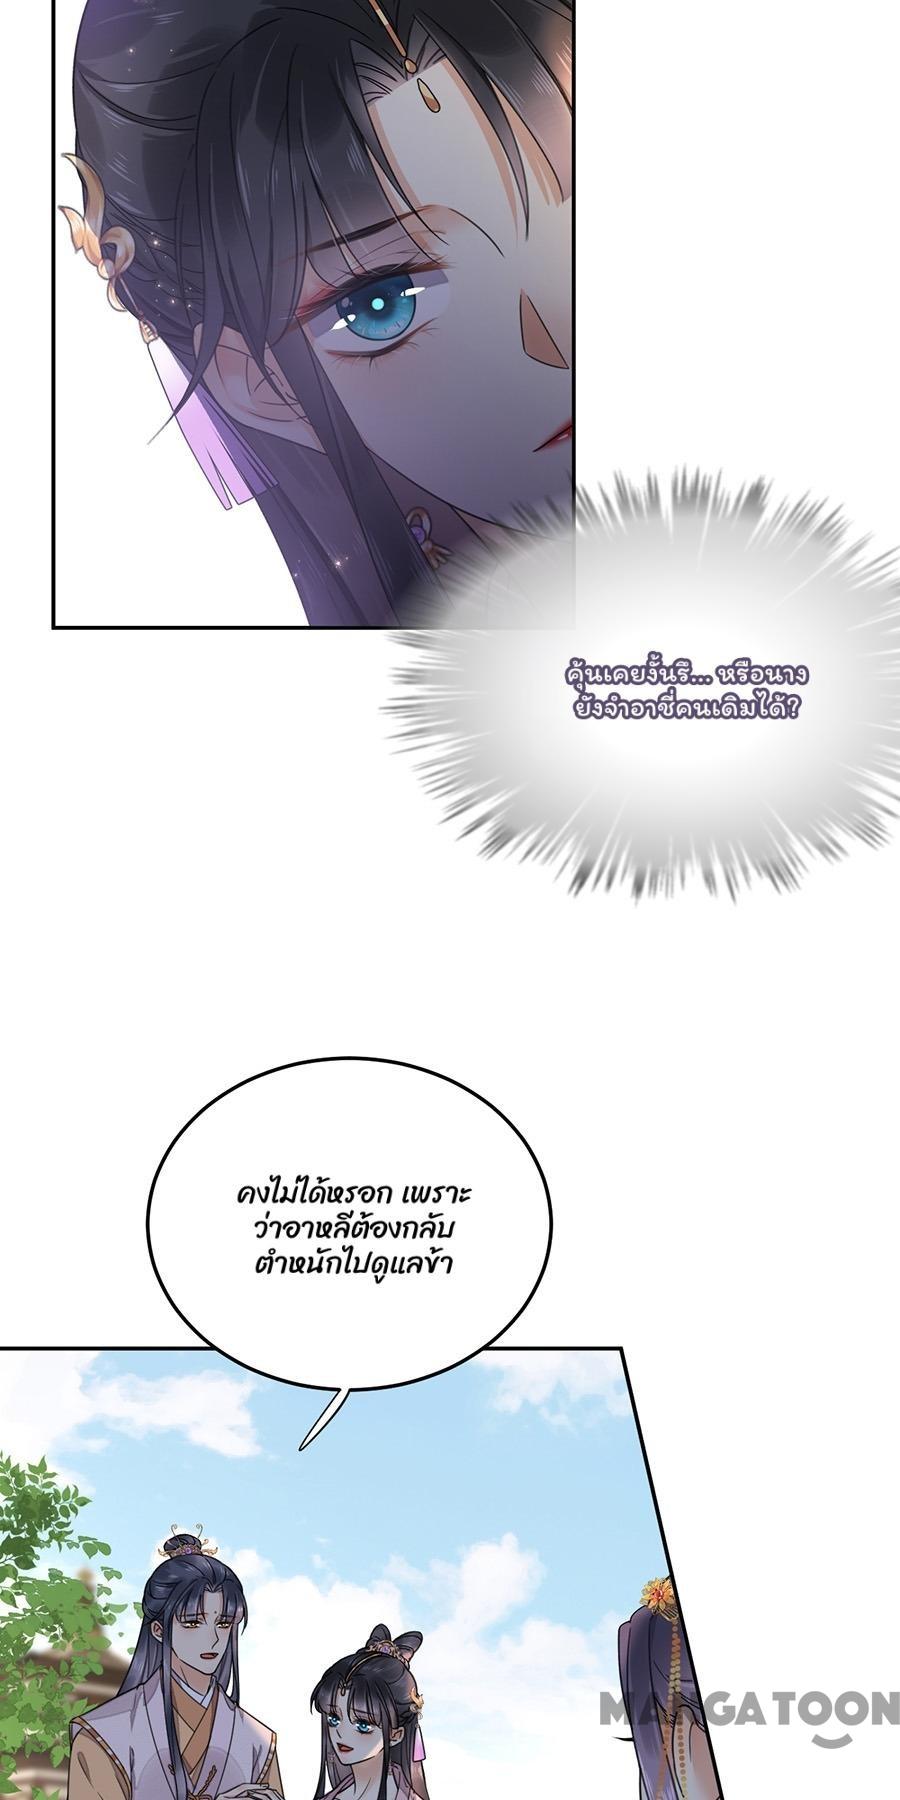 คุ้นเคยงั้นรึ... หรือนาง
ยังจำอาชี่คนเดิมได้?
คงไม่ได้หรอก เพราะ
ว่าอาหลีต้องกลับ
ตำหนักไปดูแลข้า
MANGATOON